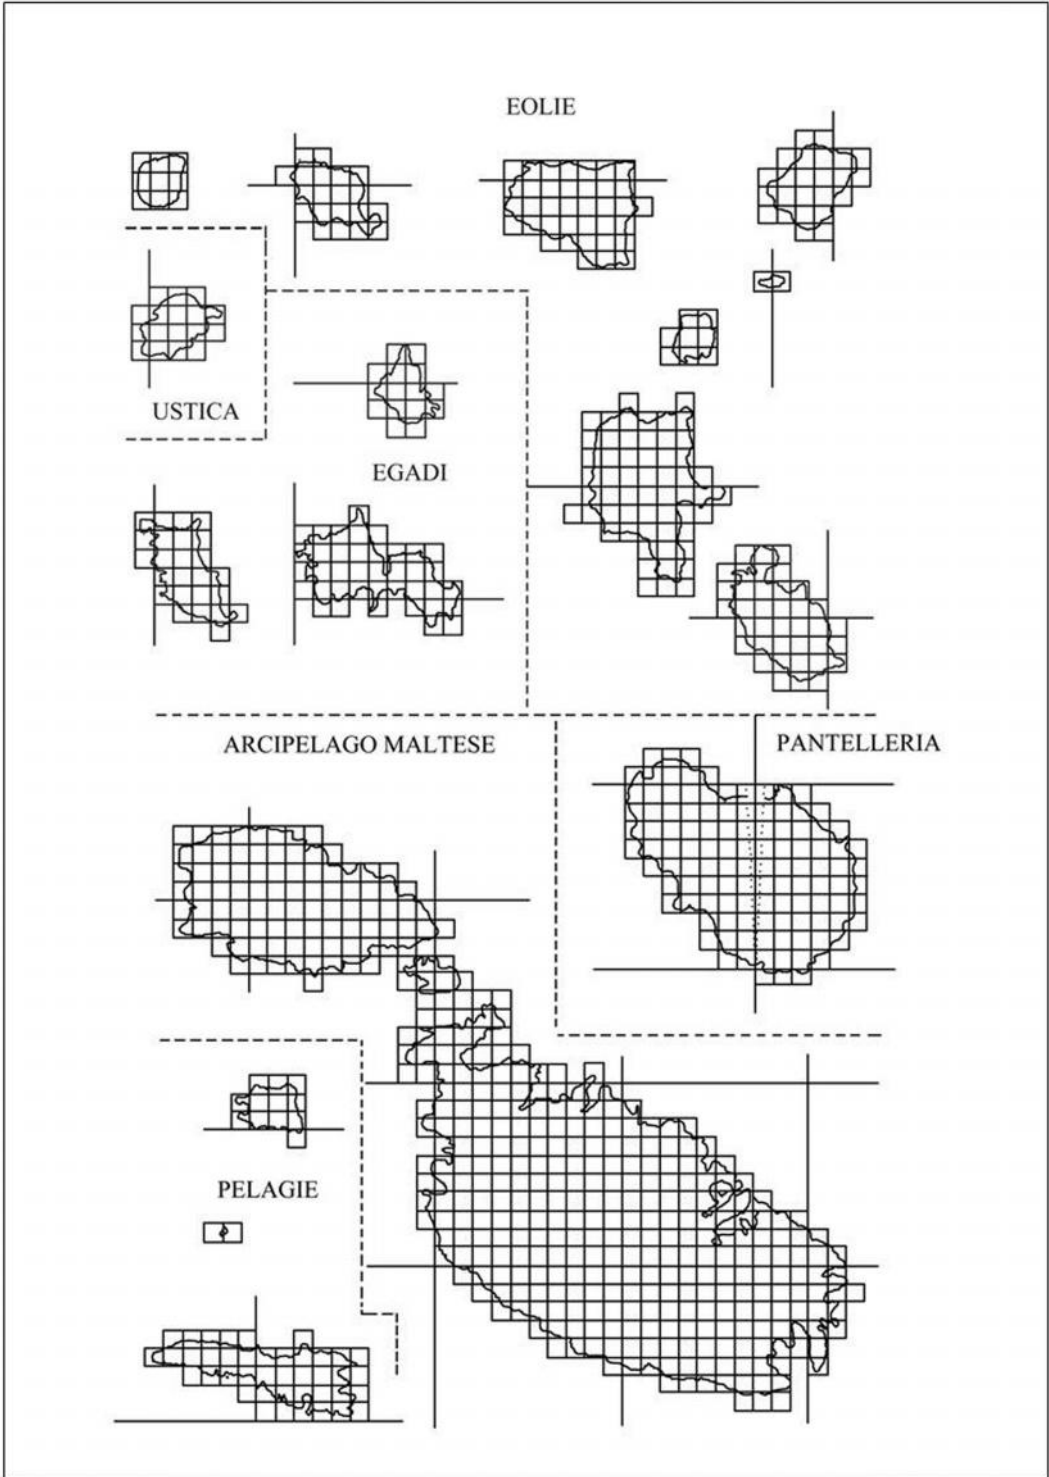 EOLIE
USTICA
EGADI
ARCIPELAGO MALTESE
PANTELLERIA
PELAGIE